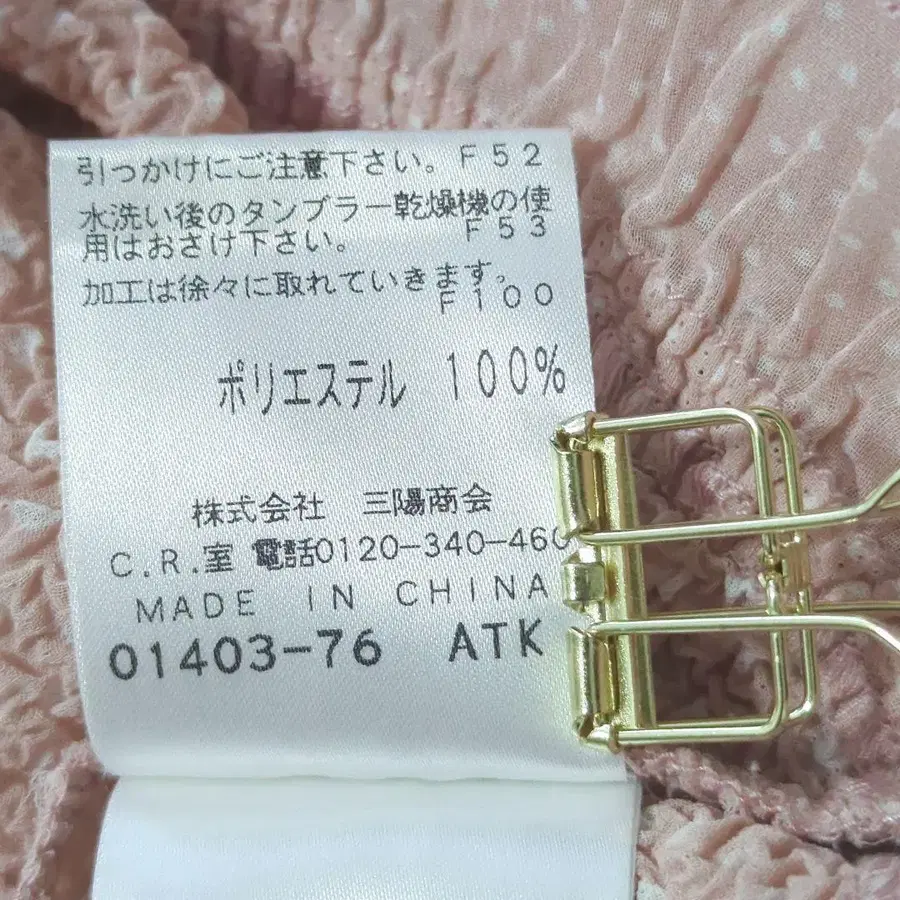 引つかけにご注意下さい。F52
水洗い後のタンブラー乾燥機の使
用はおさけ下さい。 F53
加工は徐々に取れていきます。
F100
ポリエステル 100%
株式会社 三陽商会
C.R.室 電話0120-340-460
MADE IN CHINA
01403-76 ATK